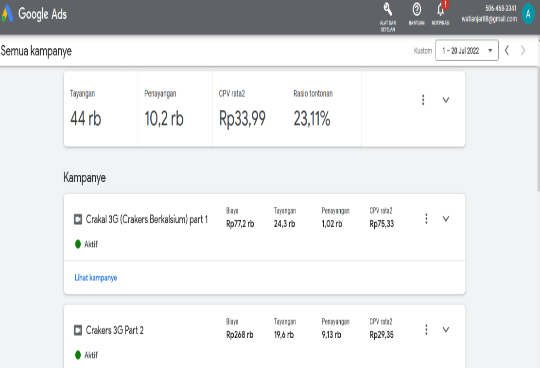 Google Ads
ALAT DAN
SETELAN
BANTUAN
NOTIFIKASI
506-468-3341
watianjar88@gmail.com
A
Semua kampanye
Kustom
1 – 20 Jul 2022
Tayangan
Penayangan
CPV rata2
Rasio tontonan
44 rb
10,2 rb
Rp33,99
23,11%
Kampanye
Crakal 3G (Crakers Berkalsium) part 1
Biaya
Tayangan
Penayangan
CPV rata2
Rp77,2 rb
24,3 rb
1,02 rb
Rp75,33
Aktif
Lihat kampanye
Crakers 3G Part 2
Biaya
Tayangan
Penayangan
CPV rata2
Rp268 rb
19,6 rb
9,13 rb
Rp29,35
Aktif